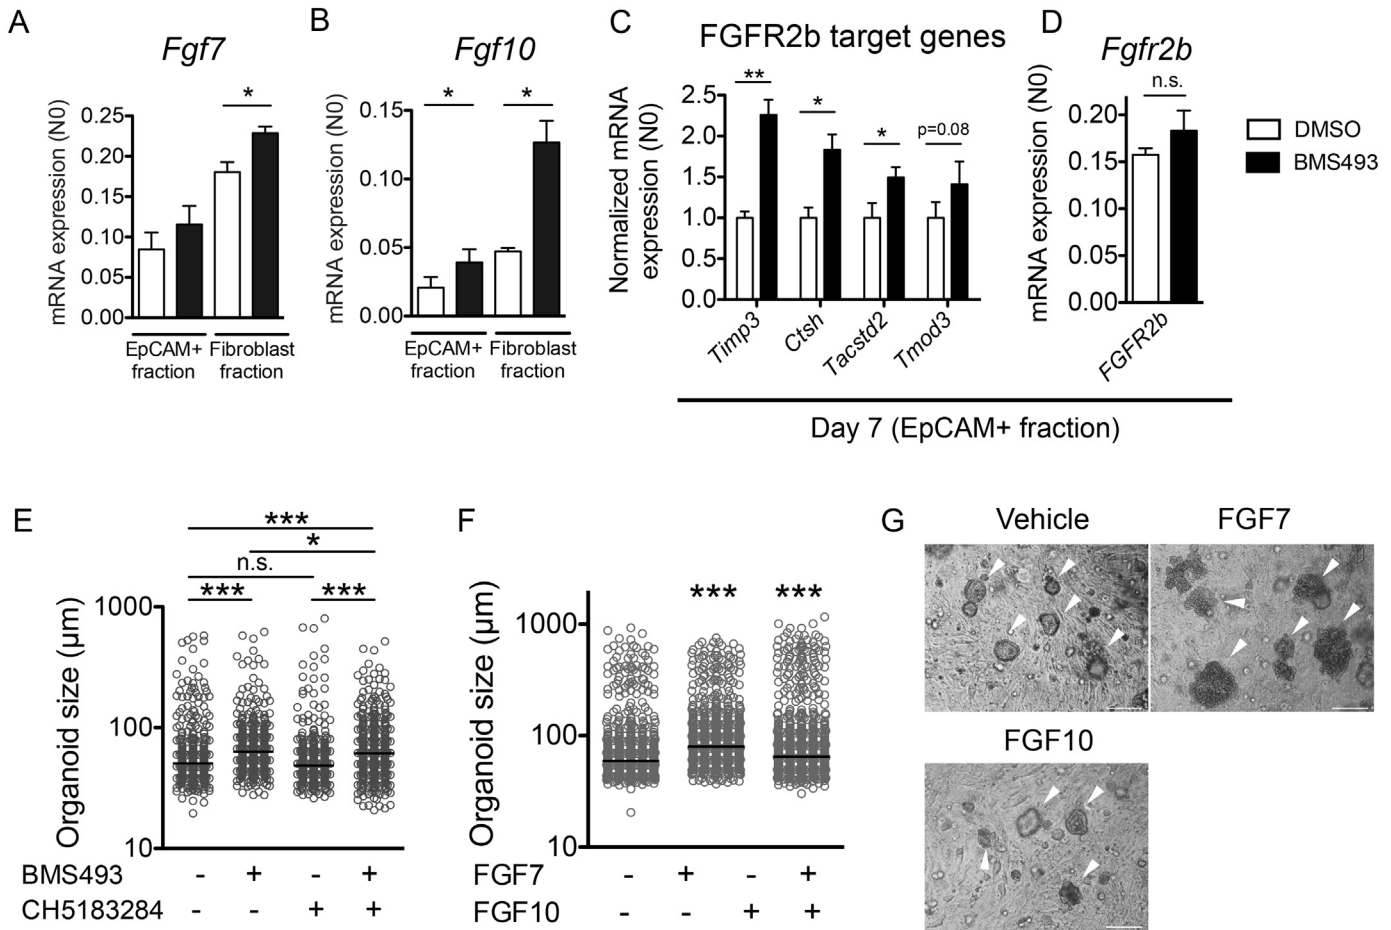 A
Fgf7
mRNA expression (N0)
0.25
0.20
0.15
0.10
0.05
0.00
*
EpCAM+
fraction
Fibroblast
fraction
B
Fgf10
mRNA expression (N0)
0.15
0.10
0.05
0.00
*
*
EpCAM+
fraction
Fibroblast
fraction
C
FGFR2b target genes
Normalized mRNA
expression (N0)
2.5
2.0
1.5
1.0
0.5
0.0
**
*
*
p=0.08
Timp3
Ctsh
Tacstd2
Tmod3
D
Fgfr2b
mRNA expression (N0)
n.s.
0.20
0.15
0.10
0.00
FGFR2b
DMSO
BMS493
Day 7 (EpCAM+ fraction)
E
Organoid size (µm)
***
*
n.s.
***
***
1000
100
10
BMS493 - + - +
CH5183284 - - + +
F
Organoid size (µm)
***
***
1000
100
10
FGF7 - + - +
FGF10 - - + +
G
Vehicle
FGF7
FGF10